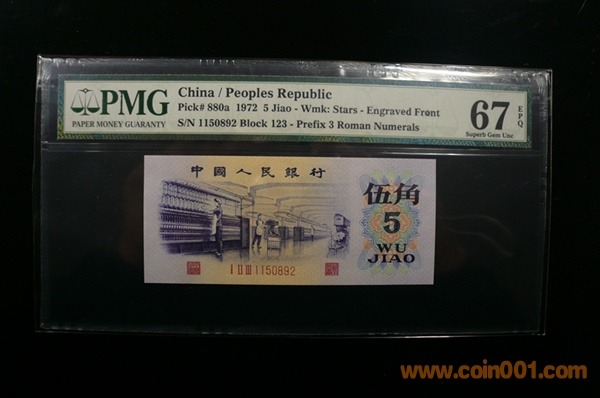 PMG
PAPER MONEY GUARANTY
China / Peoples Republic
Pick# 880a 1972 5 Jiao - Wmk: Stars - Engraved Front
S/N 1150892 Block 123 - Prefix 3 Roman Numerals
67 EPQ
Superb Gem Unc
中國人民銀行
伍角
5
WU
JIAO
I II III 1150892
www.coin001.com